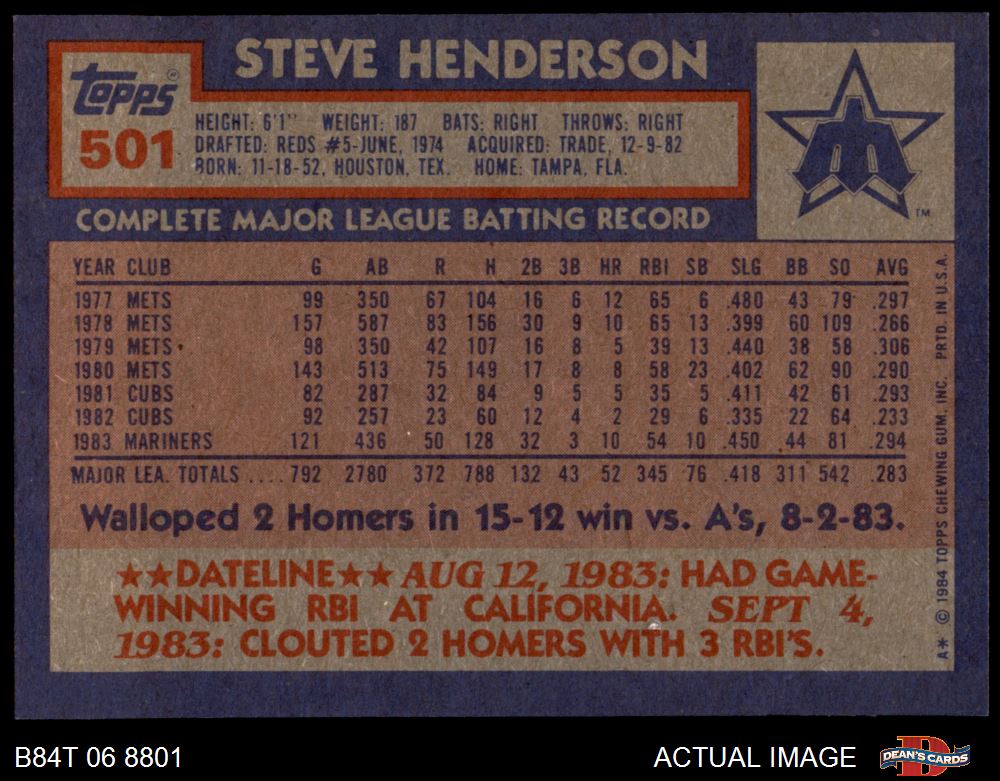 STEVE HENDERSON
Topps®
501
HEIGHT: 6'1" WEIGHT: 187 BATS: RIGHT THROWS: RIGHT
DRAFTED: REDS #5-JUNE, 1974 ACQUIRED: TRADE, 12-9-82
BORN: 11-18-52, HOUSTON, TEX. HOME: TAMPA, FLA.
TM
COMPLETE MAJOR LEAGUE BATTING RECORD
YEAR CLUB G AB R H 2B 3B HR RBI SB SLG BB SO AVG
1977 METS 99 350 67 104 16 6 12 65 6 .480 43 79 .297
1978 METS 157 587 83 156 30 9 10 65 13 .399 60 109 .266
1979 METS 98 350 42 107 16 8 5 39 13 .440 38 58 .306
1980 METS 143 513 75 149 17 8 8 58 23 .402 62 90 .290
1981 CUBS 82 287 32 84 9 5 5 35 5 .411 42 61 .293
1982 CUBS 92 257 23 60 12 4 2 29 6 .335 22 64 .233
1983 MARINERS 121 436 50 128 32 3 10 54 10 .450 44 81 .294
MAJOR LEA. TOTALS .... 792 2780 372 788 132 43 52 345 76 .418 311 542 .283
Walloped 2 Homers in 15-12 win vs. A's, 8-2-83.
★★DATELINE★★ AUG 12, 1983: HAD GAME-
WINNING RBI AT CALIFORNIA. SEPT 4,
1983: CLOUTED 2 HOMERS WITH 3 RBI'S.
A* © 1984 TOPPS CHEWING GUM, INC. PRTD. IN U.S.A.
B84T 06 8801
ACTUAL IMAGE
DEAN'S CARDS